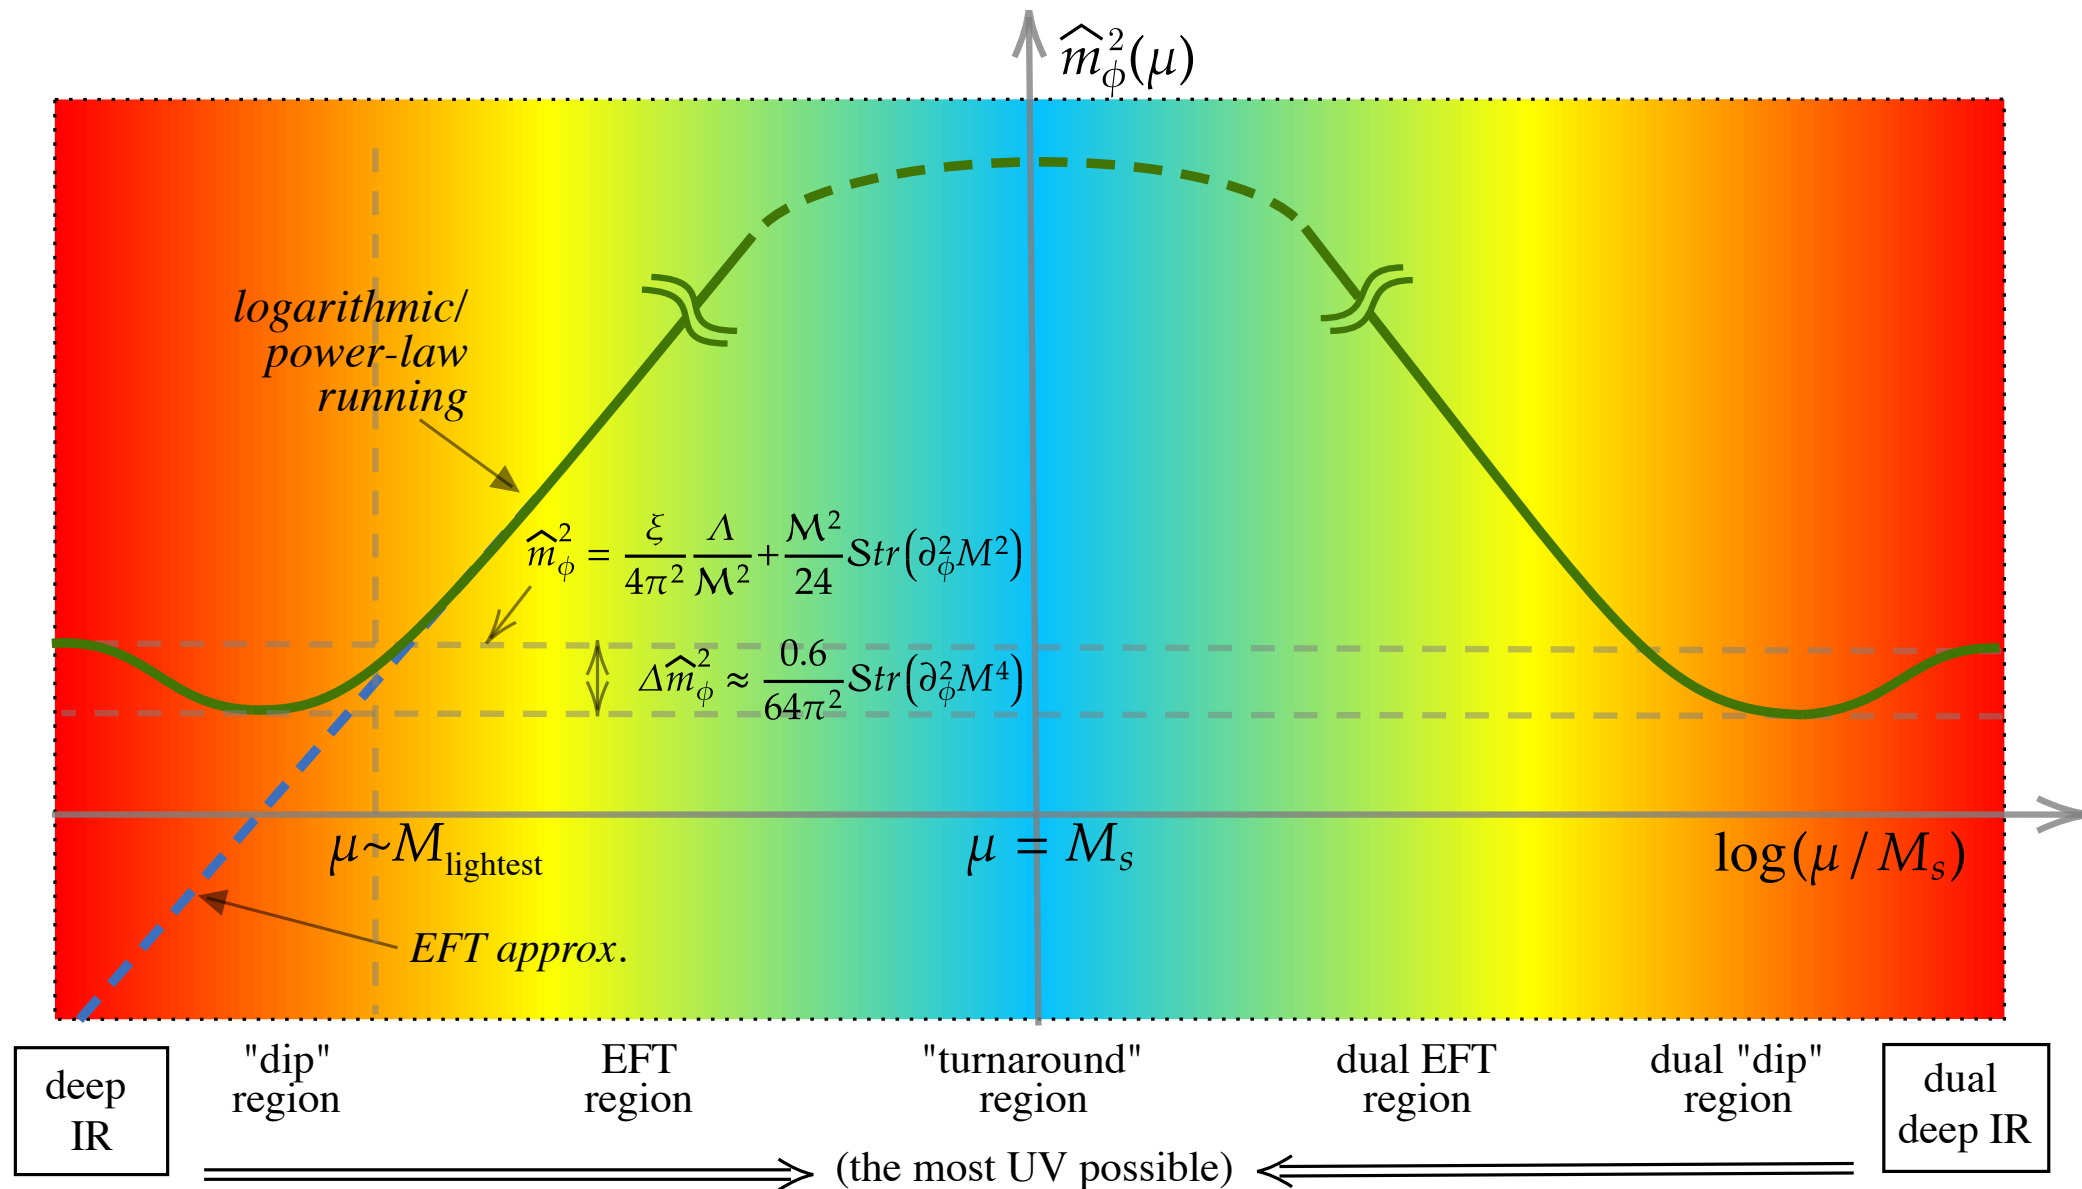 m̂²_ϕ(μ)
logarithmic/
power-law
running
m̂²_ϕ = ξ/4π² Λ/ℳ² + ℳ²/24 𝒮tr(∂²_ϕ M²)
Δm̂²_ϕ ≈ 0.6/64π² 𝒮tr(∂²_ϕ M⁴)
μ~M_lightest
μ = M_s
log(μ / M_s)
EFT approx.
deep
IR
"dip"
region
EFT
region
"turnaround"
region
dual EFT
region
dual "dip"
region
dual
deep IR
(the most UV possible)